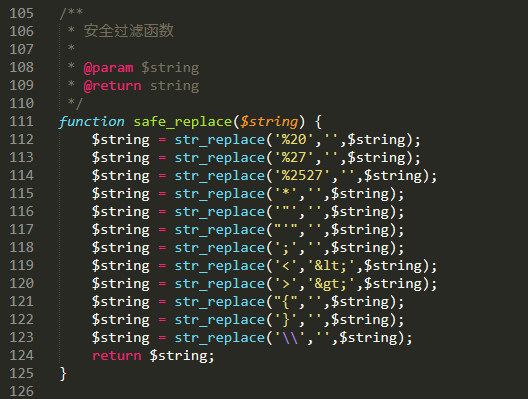 105 /**
106  * 安全过滤函数
107  *
108  * @param $string
109  * @return string
110  */
111 function safe_replace($string) {
112     $string = str_replace('%20','',$string);
113     $string = str_replace('%27','',$string);
114     $string = str_replace('%2527','',$string);
115     $string = str_replace('*','',$string);
116     $string = str_replace('"','',$string);
117     $string = str_replace("'",'',$string);
118     $string = str_replace(';','',$string);
119     $string = str_replace('<','&lt;',$string);
120     $string = str_replace('>','&gt;',$string);
121     $string = str_replace("{",'',$string);
122     $string = str_replace('}','',$string);
123     $string = str_replace('\\','',$string);
124     return $string;
125 }
126